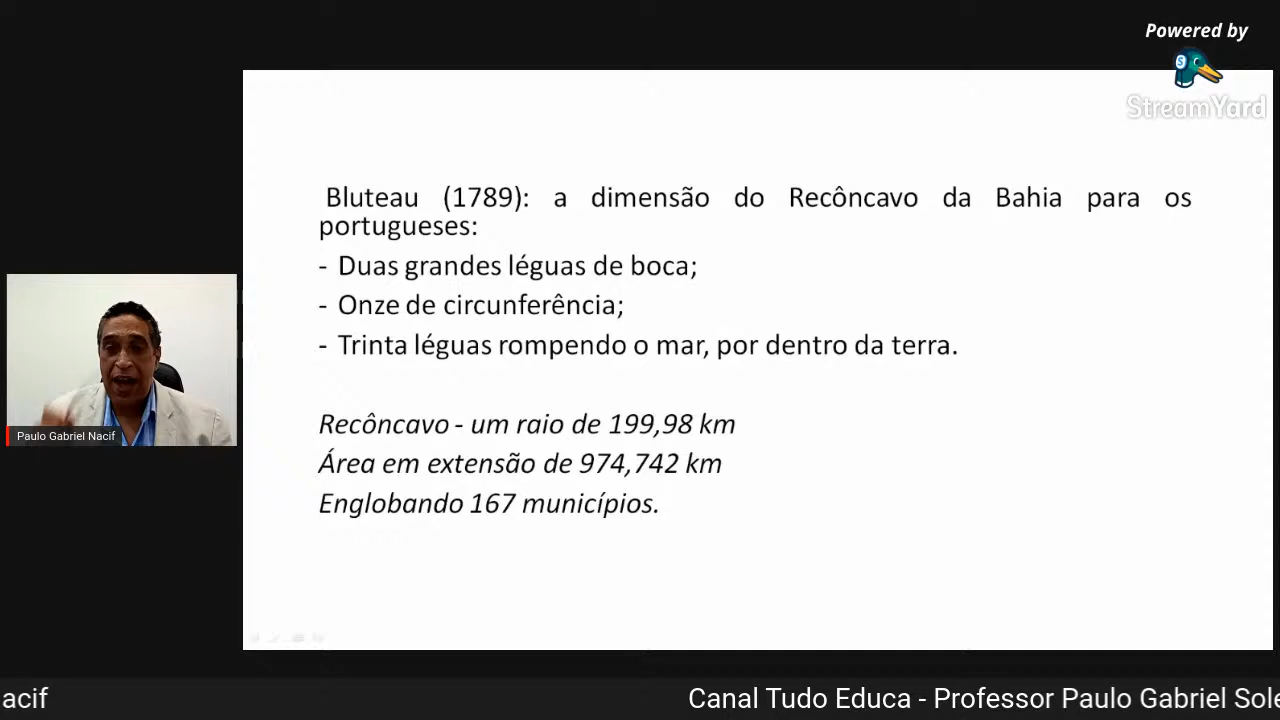 Powered by
StreamYard
Bluteau (1789): a dimensão do Recôncavo da Bahia para os
portugueses:
- Duas grandes léguas de boca;
- Onze de circunferência;
- Trinta léguas rompendo o mar, por dentro da terra.
Recôncavo - um raio de 199,98 km
Área em extensão de 974,742 km
Englobando 167 municípios.
Paulo Gabriel Nacif
acif
Canal Tudo Educa - Professor Paulo Gabriel Sole